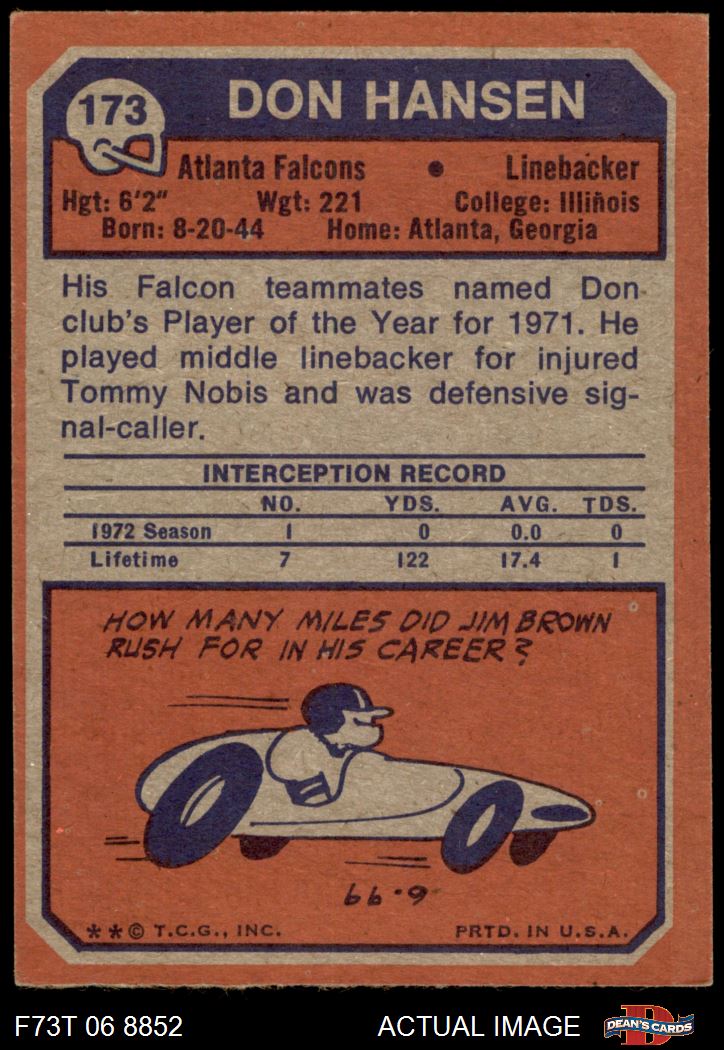 173
DON HANSEN
Atlanta Falcons • Linebacker
Hgt: 6'2" Wgt: 221 College: Illinois
Born: 8-20-44 Home: Atlanta, Georgia
His Falcon teammates named Don
club's Player of the Year for 1971. He
played middle linebacker for injured
Tommy Nobis and was defensive sig-
nal-caller.
INTERCEPTION RECORD
NO. YDS. AVG. TDS.
1972 Season 1 0 0.0 0
Lifetime 7 122 17.4 1
HOW MANY MILES DID JIM BROWN
RUSH FOR IN HIS CAREER?
6.99
** © T.C.G., INC. PRTD. IN U.S.A.
F73T 06 8852 ACTUAL IMAGE
D
DEAN'S CARDS